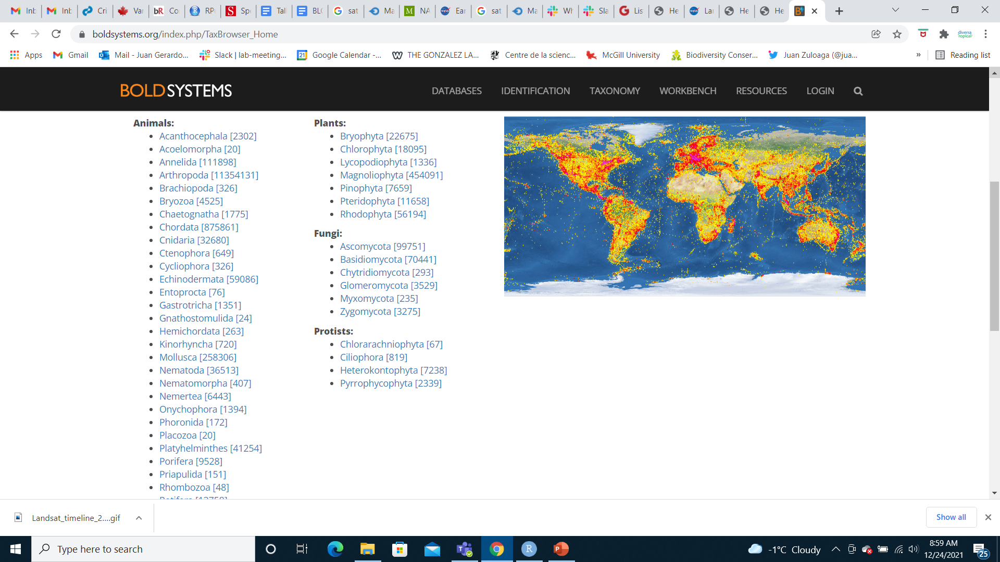 Inb Inb Cri Var bR Co RP S Sp Tall BLO sat Ma M NA Ear sat Ma Wh Sla Lis He Lar He He
boldsystems.org/index.php/TaxBrowser_Home
Apps Gmail Mail - Juan Gerardo... Slack | lab-meeting... 21 Google Calendar -... THE GONZALEZ LA... Centre de la scienc... McGill University Biodiversity Conser... Juan Zuloaga (@jua... » Reading list
BOLDSYSTEMS DATABASES IDENTIFICATION TAXONOMY WORKBENCH RESOURCES LOGIN
Animals:
Acanthocephala [2302]
Acoelomorpha [20]
Annelida [111898]
Arthropoda [11354131]
Brachiopoda [326]
Bryozoa [4525]
Chaetognatha [1775]
Chordata [875861]
Cnidaria [32680]
Ctenophora [649]
Cycliophora [326]
Echinodermata [59086]
Entoprocta [76]
Gastrotricha [1351]
Gnathostomulida [24]
Hemichordata [263]
Kinorhyncha [720]
Mollusca [258306]
Nematoda [36513]
Nematomorpha [407]
Nemertea [6443]
Onychophora [1394]
Phoronida [172]
Placozoa [20]
Platyhelminthes [41254]
Porifera [9528]
Priapulida [151]
Rhombozoa [48]
Plants:
Bryophyta [22675]
Chlorophyta [18095]
Lycopodiophyta [1336]
Magnoliophyta [454091]
Pinophyta [7659]
Pteridophyta [11658]
Rhodophyta [56194]
Fungi:
Ascomycota [99751]
Basidiomycota [70441]
Chytridiomycota [293]
Glomeromycota [3529]
Myxomycota [235]
Zygomycota [3275]
Protists:
Chlorarachniophyta [67]
Ciliophora [819]
Heterokontophyta [7238]
Pyrrophycophyta [2339]
Landsat_timeline_2....gif Show all
Type here to search
-1°C Cloudy
8:59 AM
12/24/2021
25